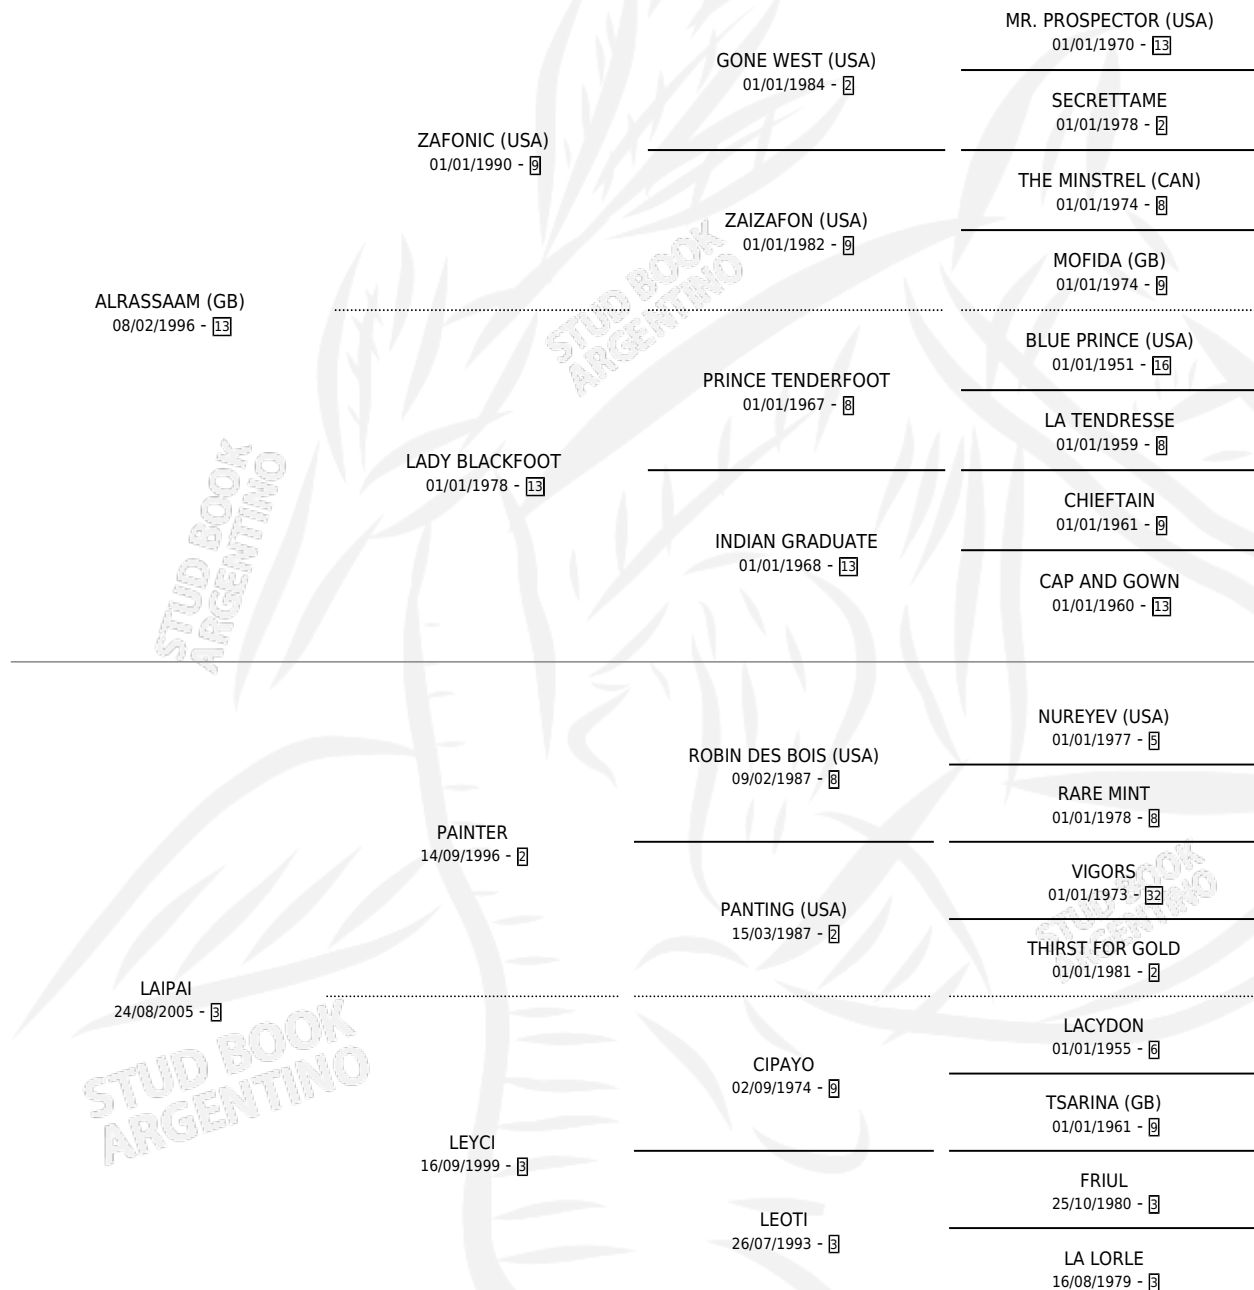 MR. PROSPECTOR (USA)
01/01/1970 - 13
GONE WEST (USA)
01/01/1984 - 2
SECRETTAME
01/01/1978 - 2
ZAFONIC (USA)
01/01/1990 - 9
THE MINSTREL (CAN)
01/01/1974 - 8
ZAIZAFON (USA)
01/01/1982 - 9
MOFIDA (GB)
01/01/1974 - 9
ALRASSAAM (GB)
08/02/1996 - 13
BLUE PRINCE (USA)
01/01/1951 - 16
PRINCE TENDERFOOT
01/01/1967 - 8
LA TENDRESSE
01/01/1959 - 8
LADY BLACKFOOT
01/01/1978 - 13
CHIEFTAIN
01/01/1961 - 9
INDIAN GRADUATE
01/01/1968 - 13
CAP AND GOWN
01/01/1960 - 13
NUREYEV (USA)
01/01/1977 - 5
ROBIN DES BOIS (USA)
09/02/1987 - 8
RARE MINT
01/01/1978 - 8
PAINTER
14/09/1996 - 2
VIGORS
01/01/1973 - 32
PANTING (USA)
15/03/1987 - 2
THIRST FOR GOLD
01/01/1981 - 2
LAIPAI
24/08/2005 - 3
LACYDON
01/01/1955 - 6
CIPAYO
02/09/1974 - 9
TSARINA (GB)
01/01/1961 - 9
LEYCI
16/09/1999 - 3
FRIUL
25/10/1980 - 3
LEOTI
26/07/1993 - 3
LA LORLE
16/08/1979 - 3
STUD BOOK
ARGENTINO
STUD BOOK
ARGENTINO
STUD BOOK
ARGENTINO
STUD BOOK
ARGENTINO